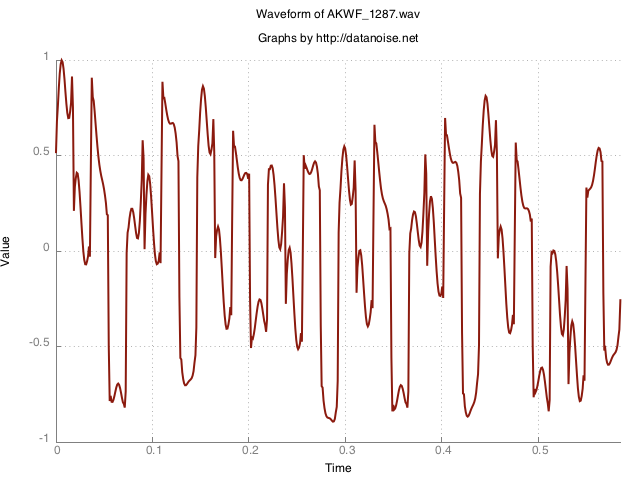 Waveform of AKWF_1287.wav
Graphs by http://datanoise.net
1
0.5
0
-0.5
-1
Value
0 0.1 0.2 0.3 0.4 0.5
Time